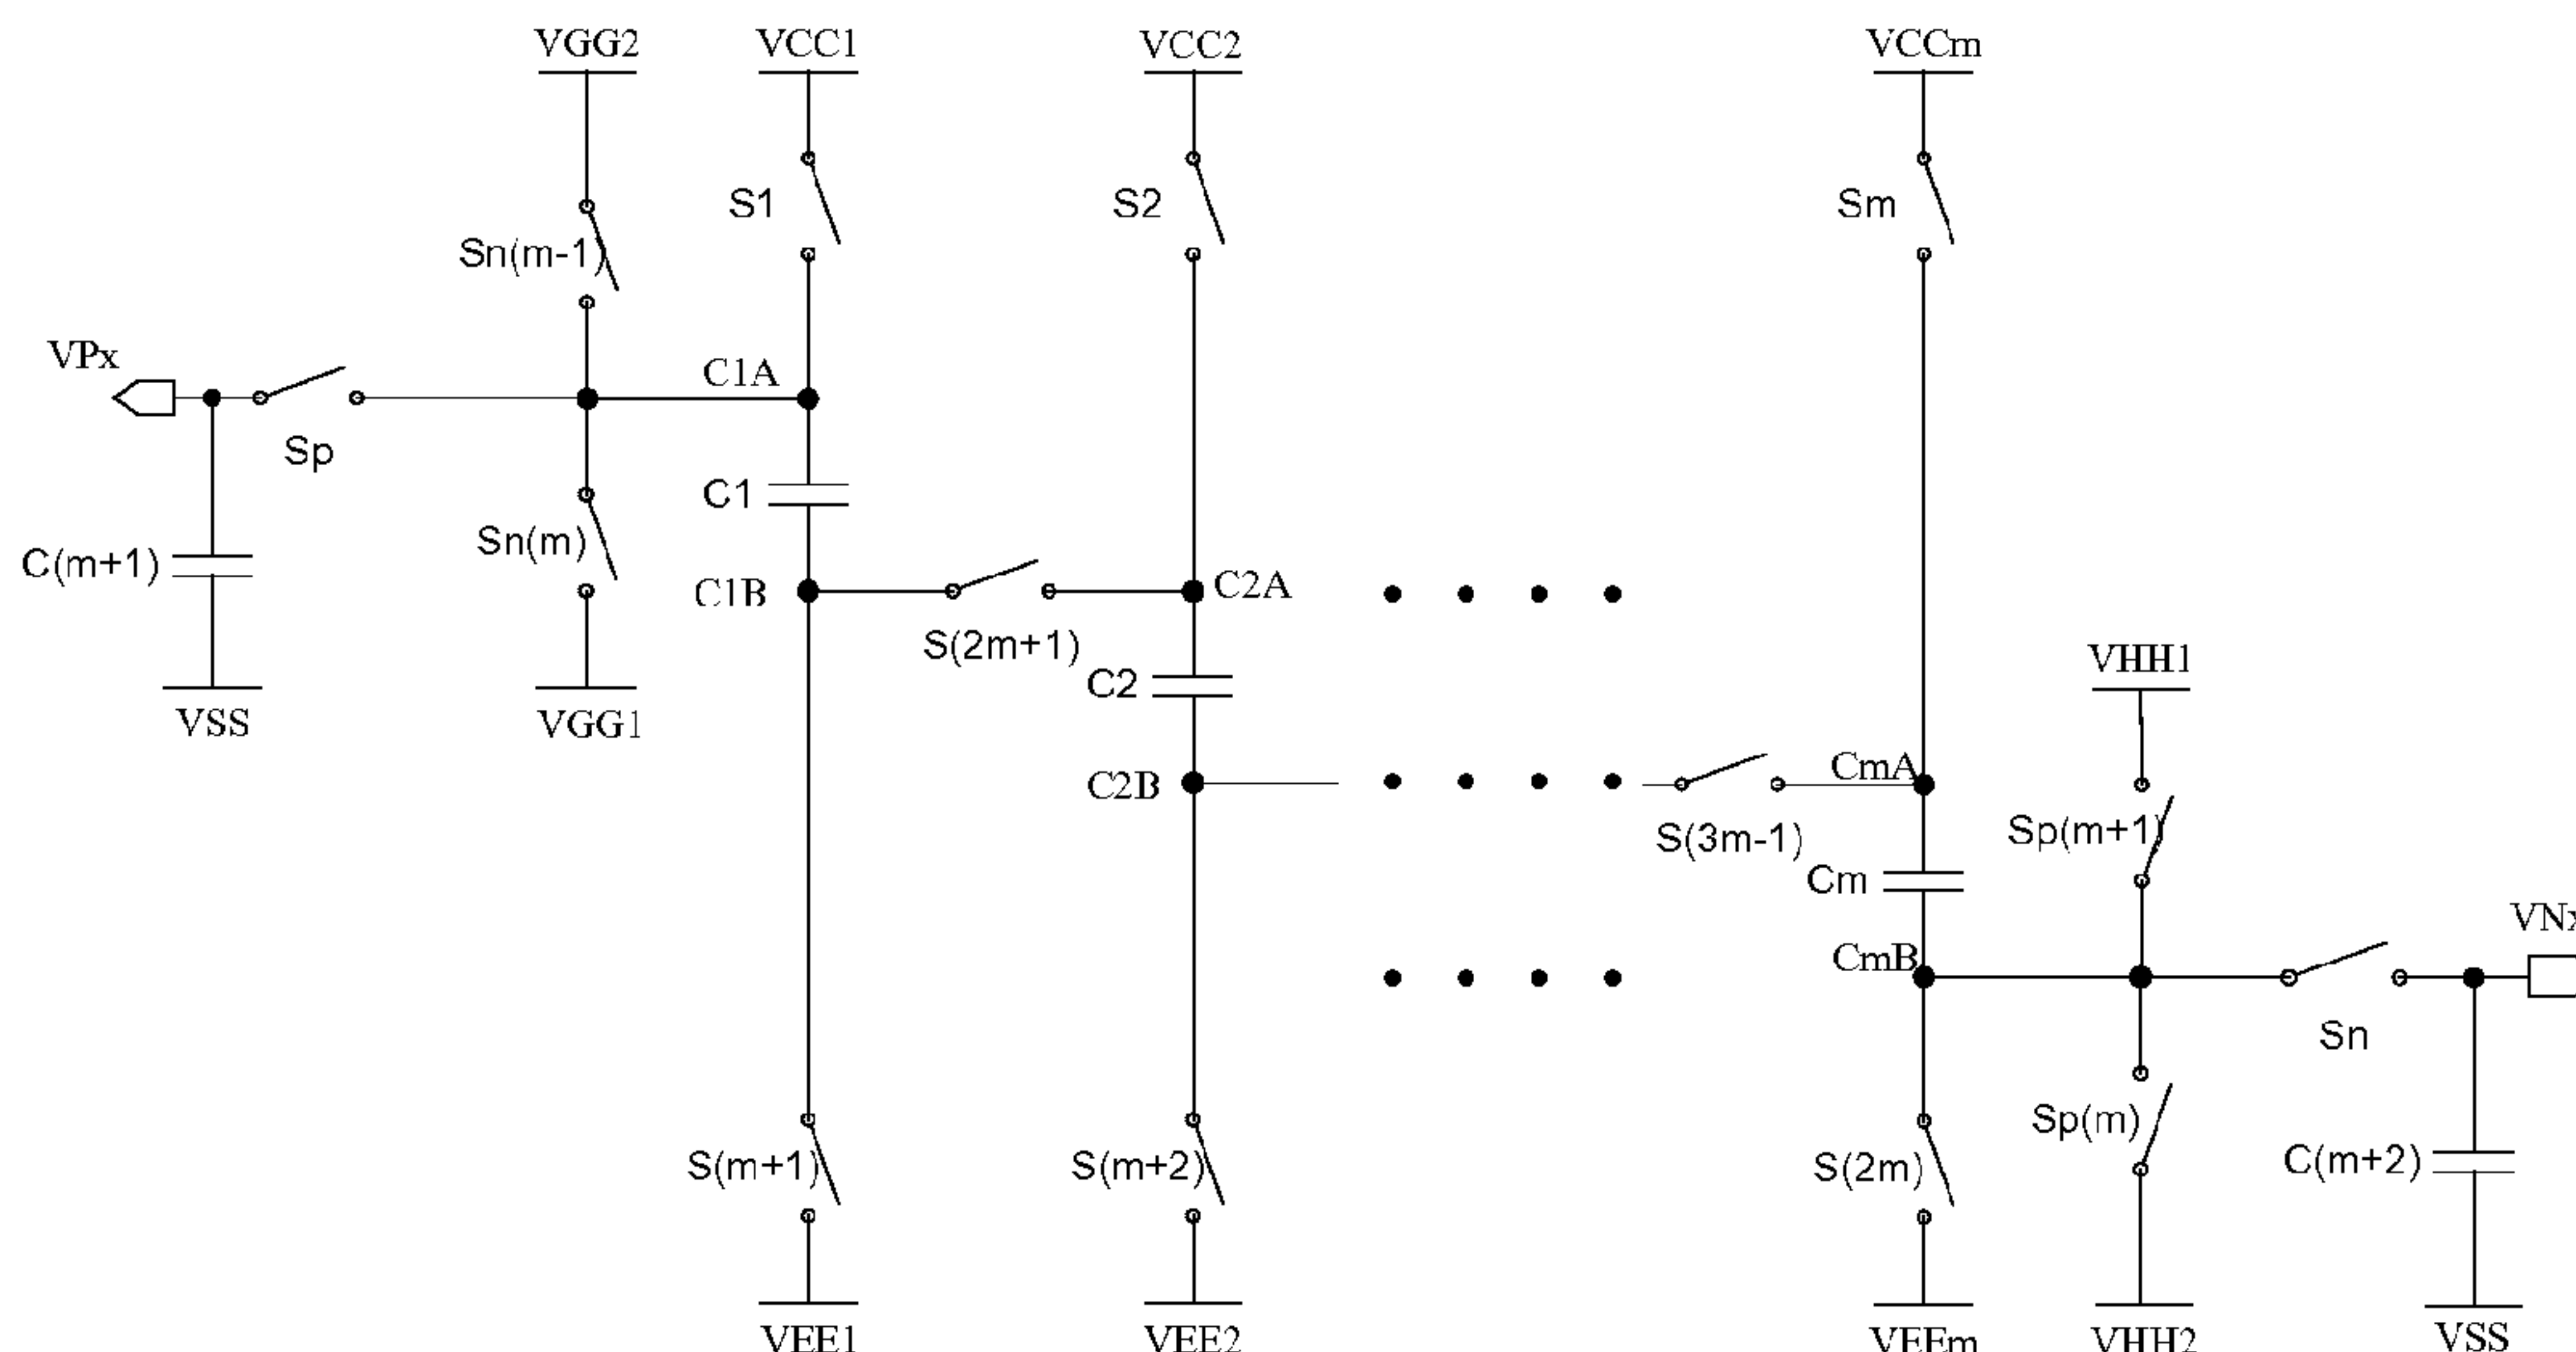 VGG2
VCC1
VCC2
VCCm
S1
S2
Sm
Sn(m-1)
VPx
C1A
Sp
C1
Sn(m)
C(m+1)
C1B
C2A
S(2m+1)
VHH1
C2
VSS
VGG1
CmA
C2B
Sp(m+1)
S(3m-1)
Cm
VNx
CmB
Sn
Sp(m)
S(m+1)
S(m+2)
S(2m)
C(m+2)
VEE1
VEE2
VEEm
VHH2
VSS